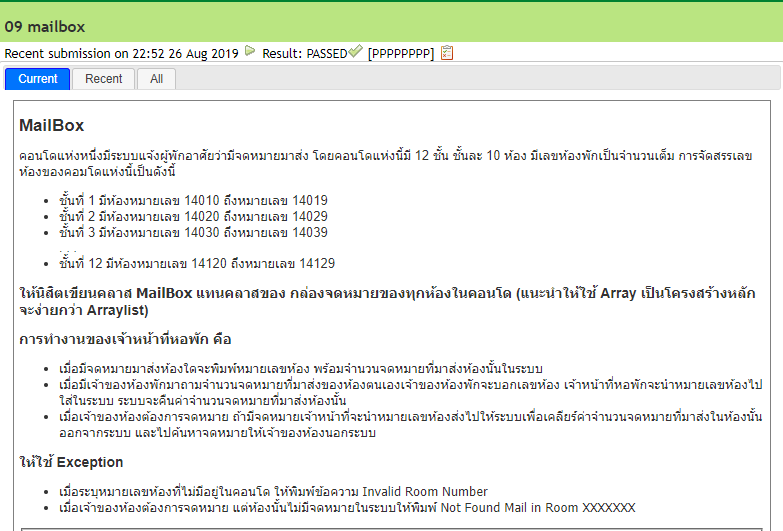 09 mailbox
Recent submission on 22:52 26 Aug 2019 Result: PASSED [PPPPPPPP]
Current Recent All
MailBox
คอนโดแห่งหนึ่งมีระบบแจ้งผู้พักอาศัยว่ามีจดหมายมาส่ง โดยคอนโดแห่งนี้มี 12 ชั้น ชั้นละ 10 ห้อง มีเลขห้องพักเป็นจำนวนเต็ม การจัดสรรเลข
ห้องของคอมโดแห่งนี้เป็นดังนี้
• ชั้นที่ 1 มีห้องหมายเลข 14010 ถึงหมายเลข 14019
• ชั้นที่ 2 มีห้องหมายเลข 14020 ถึงหมายเลข 14029
• ชั้นที่ 3 มีห้องหมายเลข 14030 ถึงหมายเลข 14039
...
• ชั้นที่ 12 มีห้องหมายเลข 14120 ถึงหมายเลข 14129
ให้นิสิตเขียนคลาส MailBox แทนคลาสของ กล่องจดหมายของทุกห้องในคอนโด (แนะนำให้ใช้ Array เป็นโครงสร้างหลัก
จะง่ายกว่า Arraylist)
การทำงานของเจ้าหน้าที่หอพัก คือ
• เมื่อมีจดหมายมาส่งห้องใดจะพิมพ์หมายเลขห้อง พร้อมจำนวนจดหมายที่มาส่งห้องนั้นในระบบ
• เมื่อมีเจ้าของห้องพักมาถามจำนวนจดหมายที่มาส่งของห้องตนเองเจ้าของห้องพักจะบอกเลขห้อง เจ้าหน้าที่หอพักจะนำหมายเลขห้องไป
ใส่ในระบบ ระบบจะคืนค่าจำนวนจดหมายที่มาส่งห้องนั้น
• เมื่อเจ้าของห้องต้องการจดหมาย ถ้ามีจดหมายเจ้าหน้าที่จะนำหมายเลขห้องส่งไปให้ระบบเพื่อเคลียร์ค่าจำนวนจดหมายที่มาส่งในห้องนั้น
ออกจากระบบ และไปค้นหาจดหมายให้เจ้าของห้องนอกระบบ
ให้ใช้ Exception
• เมื่อระบุหมายเลขห้องที่ไม่มีอยู่ในคอนโด ให้พิมพ์ข้อความ Invalid Room Number
• เมื่อเจ้าของห้องต้องการจดหมาย แต่ห้องนั้นไม่มีจดหมายในระบบให้พิมพ์ Not Found Mail in Room XXXXXXX